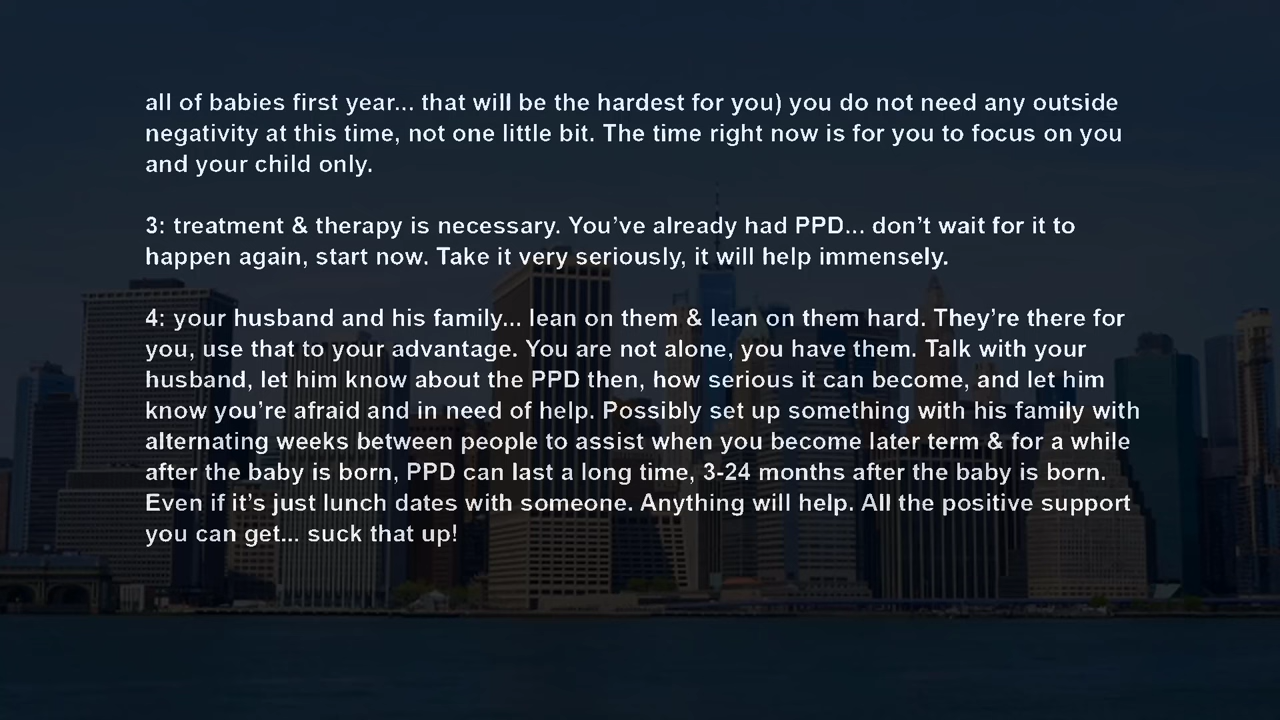 all of babies first year... that will be the hardest for you) you do not need any outside
negativity at this time, not one little bit. The time right now is for you to focus on you
and your child only.
3: treatment & therapy is necessary. You’ve already had PPD... don’t wait for it to
happen again, start now. Take it very seriously, it will help immensely.
4: your husband and his family... lean on them & lean on them hard. They’re there for
you, use that to your advantage. You are not alone, you have them. Talk with your
husband, let him know about the PPD then, how serious it can become, and let him
know you’re afraid and in need of help. Possibly set up something with his family with
alternating weeks between people to assist when you become later term & for a while
after the baby is born, PPD can last a long time, 3-24 months after the baby is born.
Even if it’s just lunch dates with someone. Anything will help. All the positive support
you can get... suck that up!